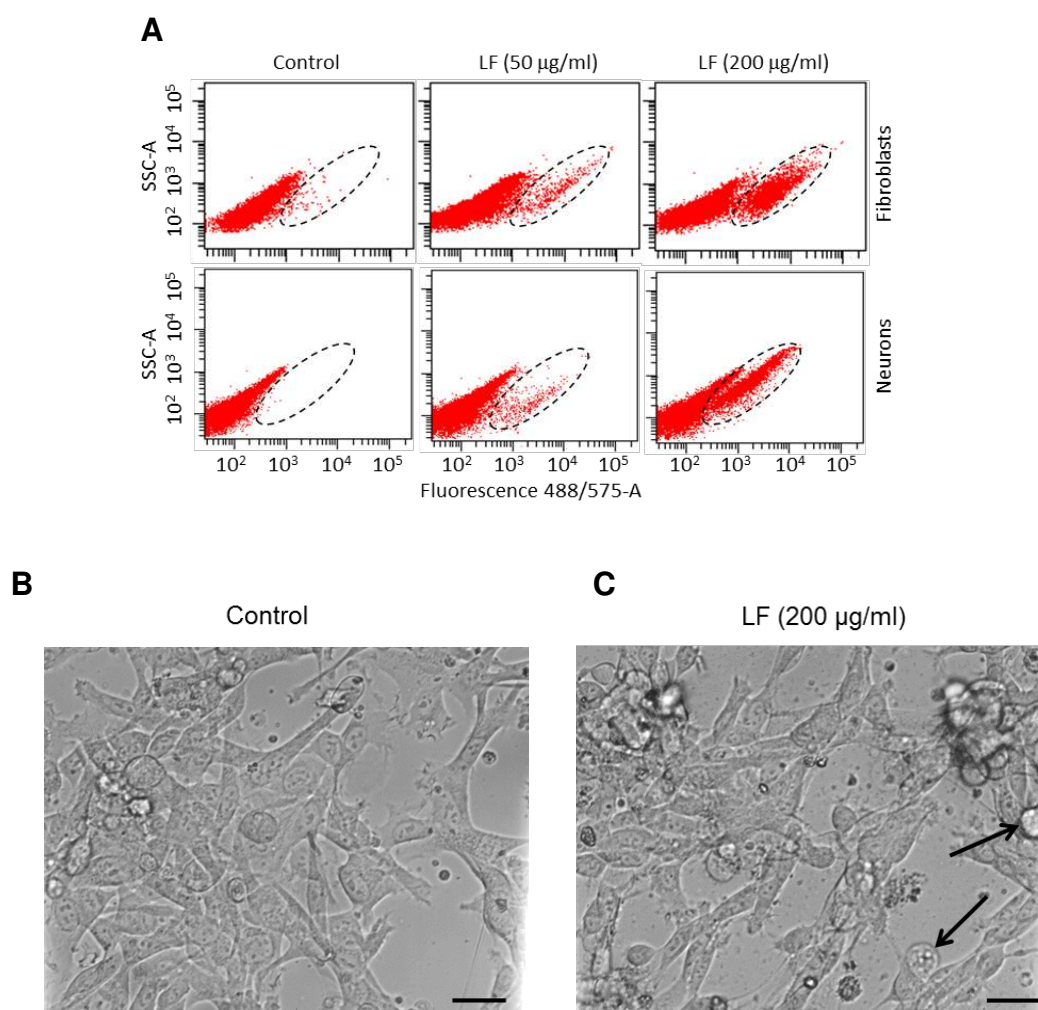 A
Control
LF (50 µg/ml)
LF (200 µg/ml)
SSC-A
10² 10³ 10⁴ 10⁵
Fibroblasts
SSC-A
10² 10³ 10⁴ 10⁵
Neurons
10² 10³ 10⁴ 10⁵
10² 10³ 10⁴ 10⁵
10² 10³ 10⁴ 10⁵
Fluorescence 488/575-A
B
Control
C
LF (200 µg/ml)